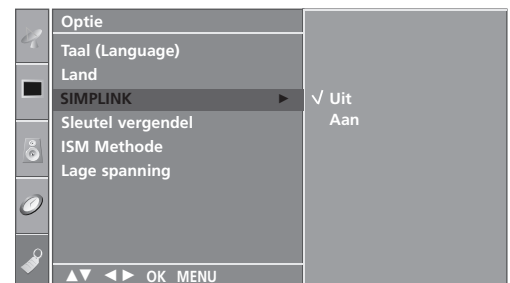 Optie
Taal (Language)
Land
SIMPLINK ►
√ Uit
Aan
Sleutel vergendel
ISM Methode
Lage spanning
▲▼ ◄► OK MENU